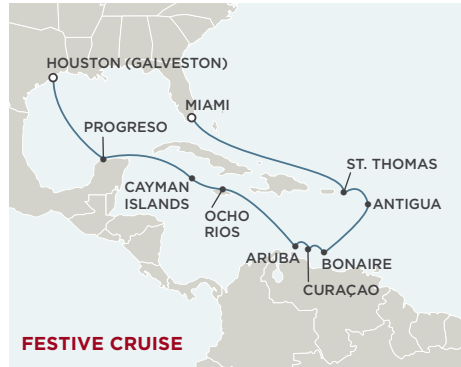 HOUSTON (GALVESTON)
MIAMI
PROGRESO
ST. THOMAS
CAYMAN
ISLANDS
ANTIGUA
OCHO
RIOS
ARUBA
BONAIRE
CURAÇAO
FESTIVE CRUISE